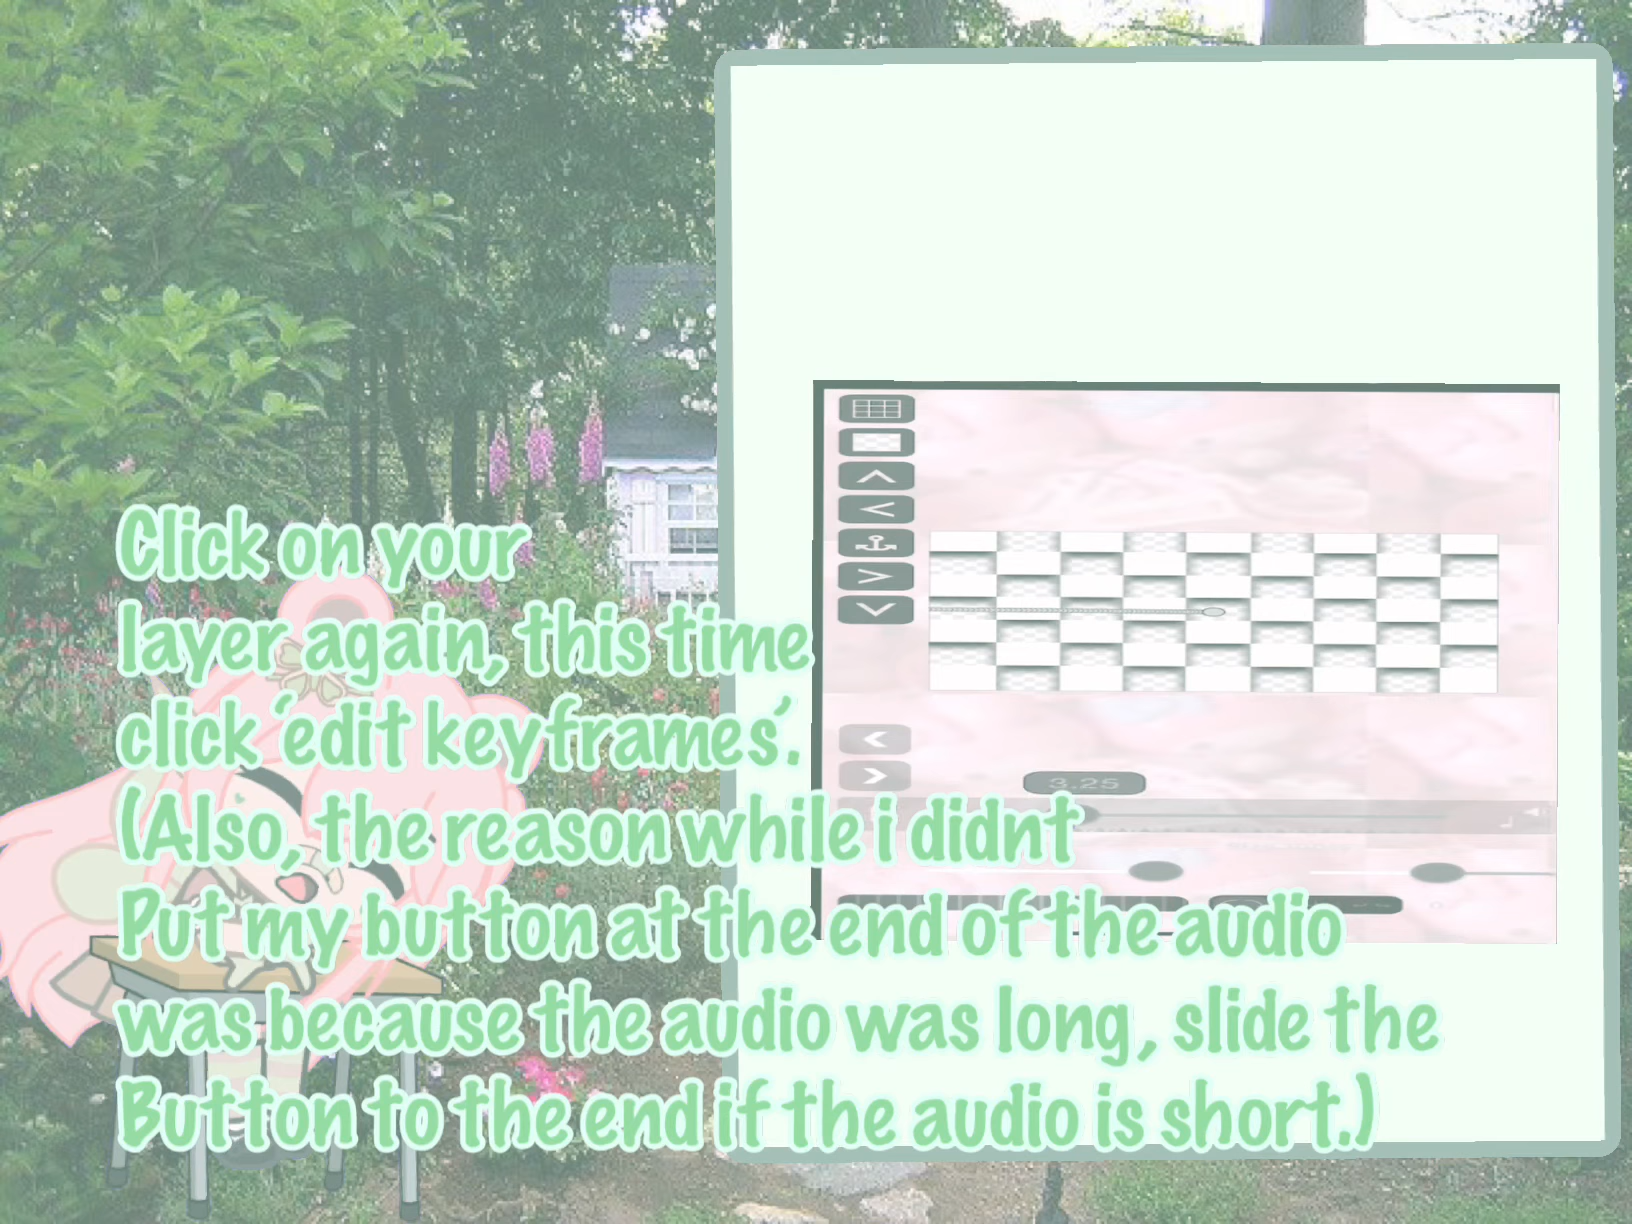 Click on your
layer again, this time
click 'edit keyframes'.
(Also, the reason while i didnt
Put my button at the end of the audio
was because the audio was long, slide the
Button to the end if the audio is short.)
3.25